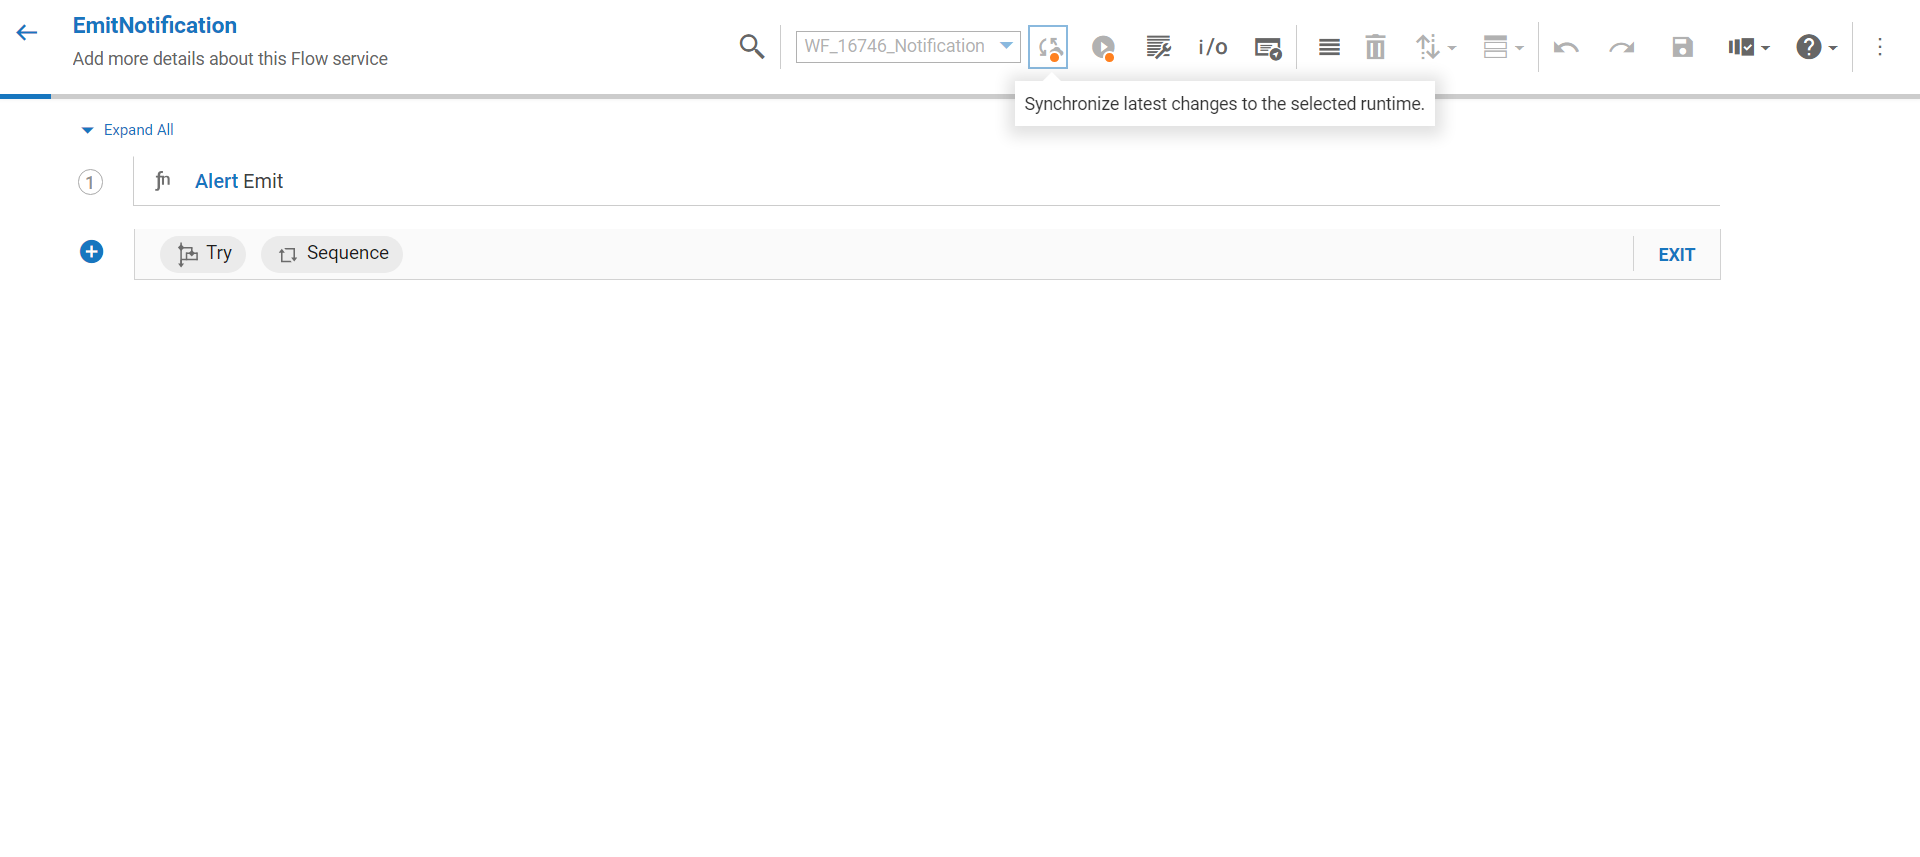 EmitNotification
Add more details about this Flow service
WF_16746_Notification
i/o
?
Synchronize latest changes to the selected runtime.
Expand All
1
fn
Alert Emit
Try
Sequence
EXIT